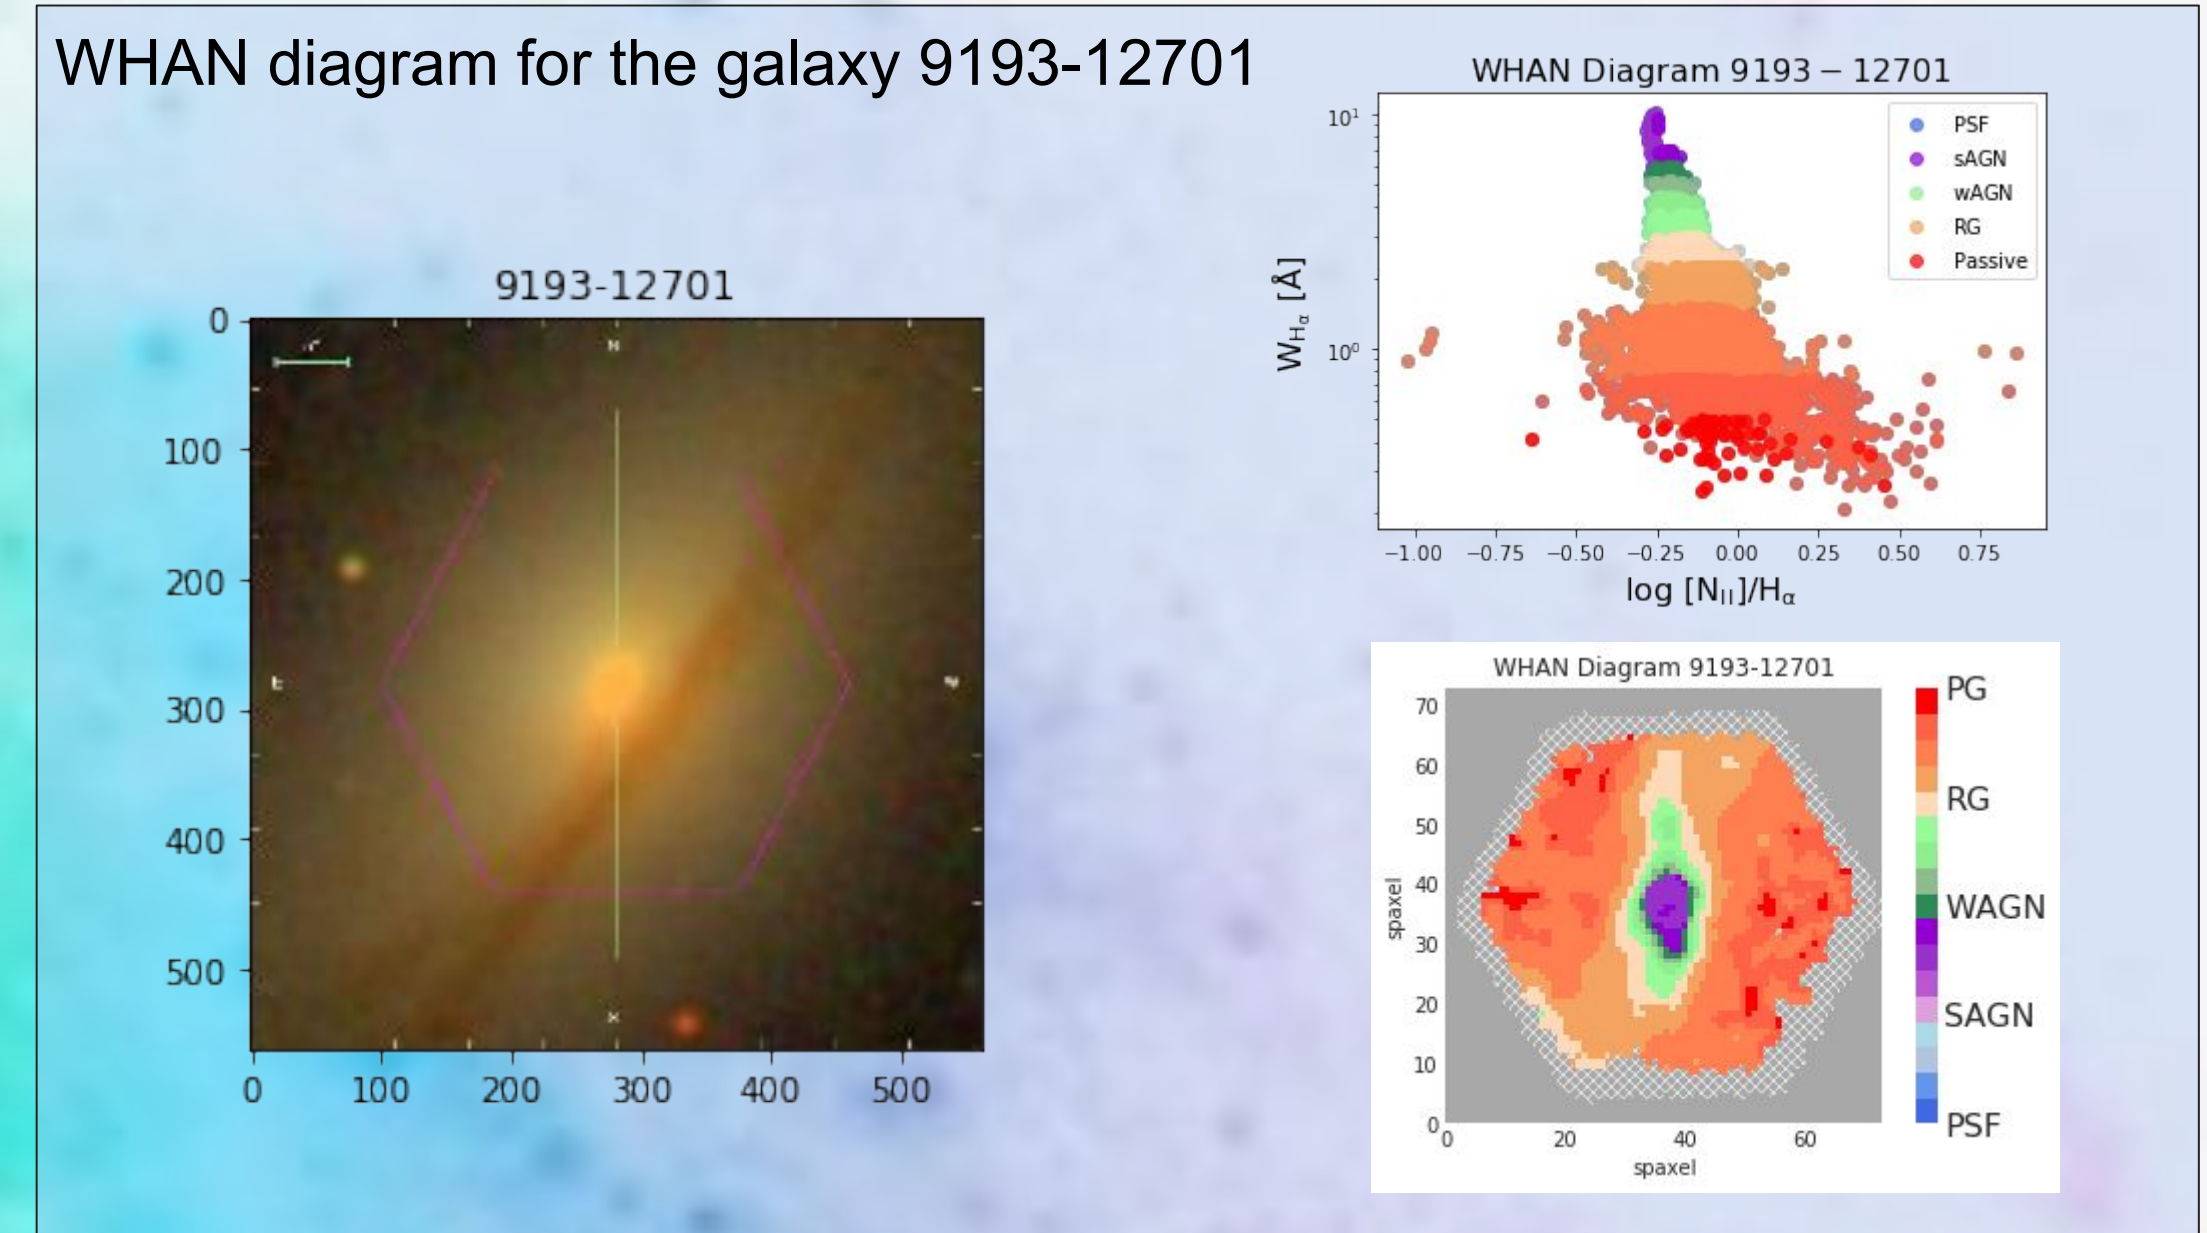 WHAN diagram for the galaxy 9193-12701
9193-12701
0
100
200
300
400
500
N
E
0 100 200 300 400 500
WHAN Diagram 9193 − 12701
10¹
10⁰
W_Hα [Å]
PSF
sAGN
wAGN
RG
Passive
−1.00 −0.75 −0.50 −0.25 0.00 0.25 0.50 0.75
log [N_II]/H_α
WHAN Diagram 9193-12701
70
60
50
40
30
20
10
0
spaxel
0 20 40 60
spaxel
PG
RG
WAGN
SAGN
PSF